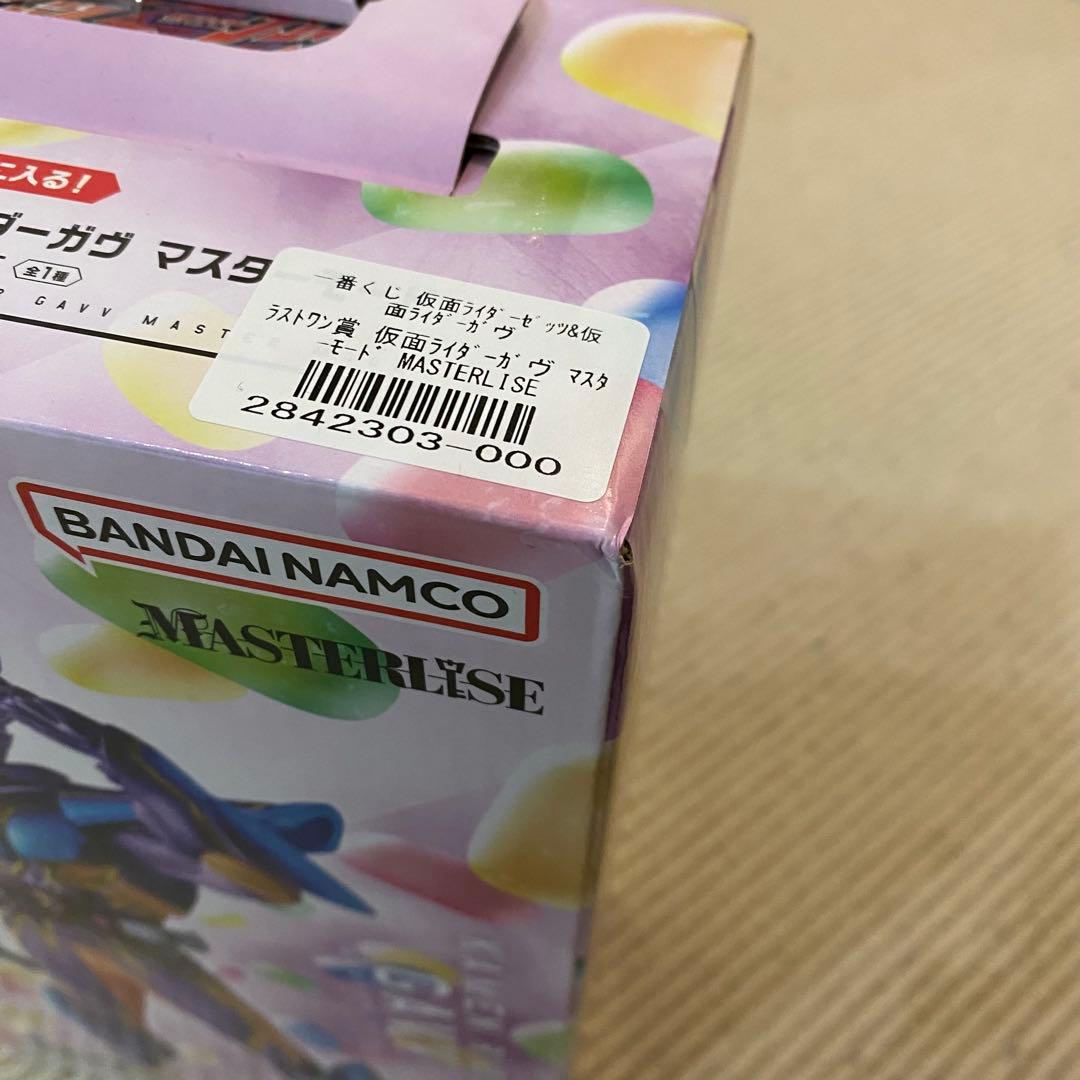 に入る!
ダーガヴ マスター
全1種
GAVV MASTER
一番くじ 仮面ライダーゼッツ&仮
面ライダーガヴ
ラストワン賞 仮面ライダーガヴ マスタ
ーモード MASTERLISE
2842303-000
BANDAI NAMCO
MASTERLISE